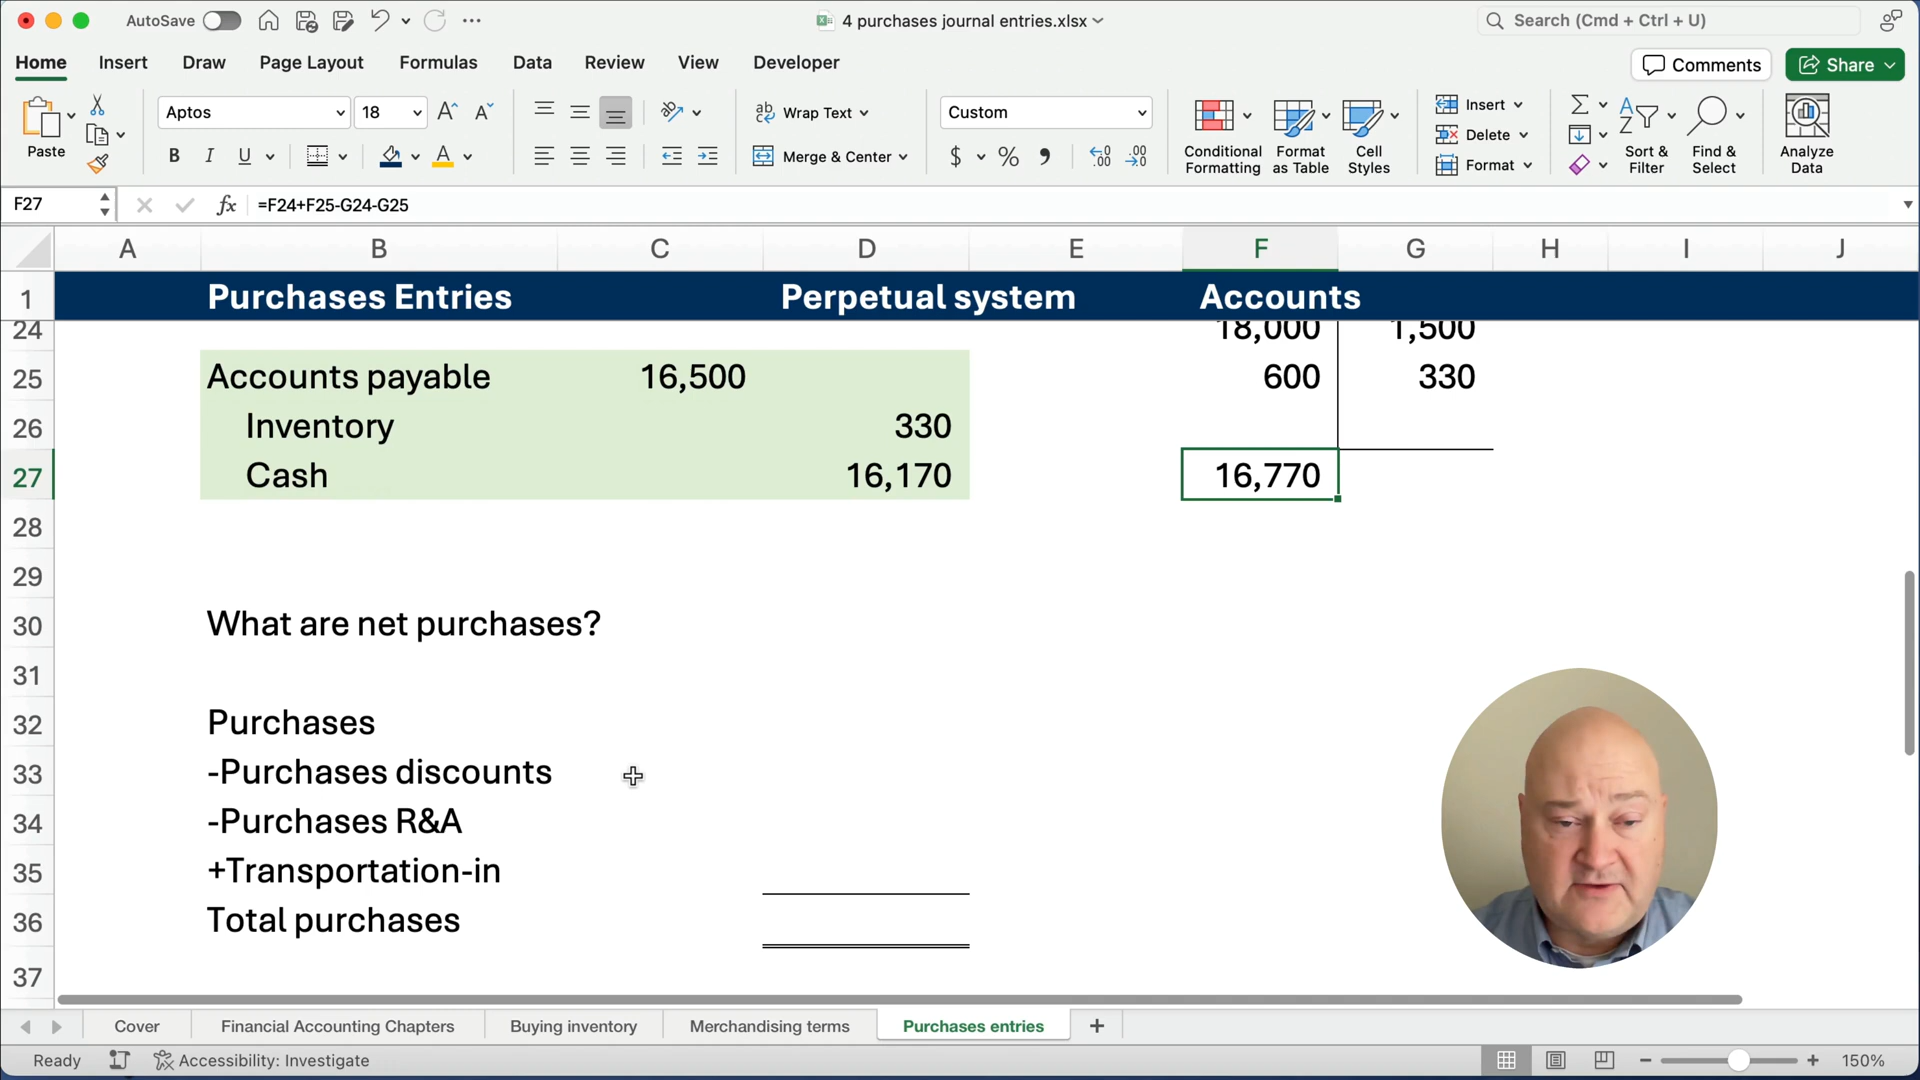 AutoSave
4 purchases journal entries.xlsx
Search (Cmd + Ctrl + U)
Home Insert Draw Page Layout Formulas Data Review View Developer
Comments Share
Paste
Aptos 18
B I U
Wrap Text
Merge & Center
Custom
$ % ,
Conditional Formatting
Format as Table
Cell Styles
Insert
Delete
Format
Sort & Filter
Find & Select
Analyze Data
F27 fx =F24+F25-G24-G25
A B C D E F G H I J
1 Purchases Entries Perpetual system Accounts
24 18,000 1,500
25 Accounts payable 16,500 600 330
26 Inventory 330
27 Cash 16,170 16,770
28
29
30 What are net purchases?
31
32 Purchases
33 -Purchases discounts
34 -Purchases R&A
35 +Transportation-in
36 Total purchases
37
Cover Financial Accounting Chapters Buying inventory Merchandising terms Purchases entries +
Ready Accessibility: Investigate 150%